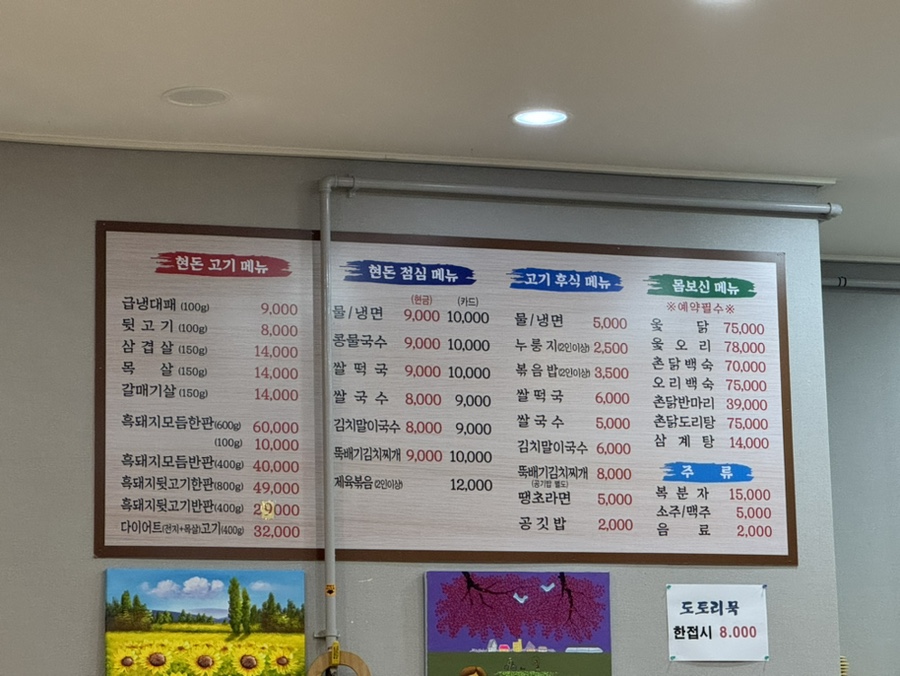 현돈 고기 메뉴
급냉대패 (100g) 9,000
뒷고기 (100g) 8,000
삼겹살 (150g) 14,000
목살 (150g) 14,000
갈매기살 (150g) 14,000
흑돼지모듬한판(600g) 60,000
(100g) 10,000
흑돼지모듬반판(400g) 40,000
흑돼지뒷고기한판(800g) 49,000
흑돼지뒷고기반판(400g)
다이어트(전지+목살)고기(400g) 32,000
현돈 점심 메뉴
(현금) (카드)
물/냉면 9,000 10,000
콩물국수 9,000 10,000
쌀떡국 9,000 10,000
쌀국수 8,000 9,000
김치말이국수 8,000 9,000
뚝배기김치찌개 9,000 10,000
제육볶음(2인이상) 12,000
고기 후식 메뉴
물/냉면 5,000
누룽지(2인이상) 2,500
볶음밥(2인이상) 3,500
쌀떡국 6,000
쌀국수 5,000
김치말이국수 6,000
뚝배기김치찌개 8,000
(공기밥 별도)
땡초라면 5,000
공깃밥 2,000
몸보신 메뉴
※예약필수※
옻닭 75,000
옻오리 78,000
촌닭백숙 70,000
오리백숙 75,000
촌닭반마리 39,000
촌닭도리탕 75,000
삼계탕 14,000
주류
복분자 15,000
소주/맥주 5,000
음료 2,000
도토리묵
한접시 8.000